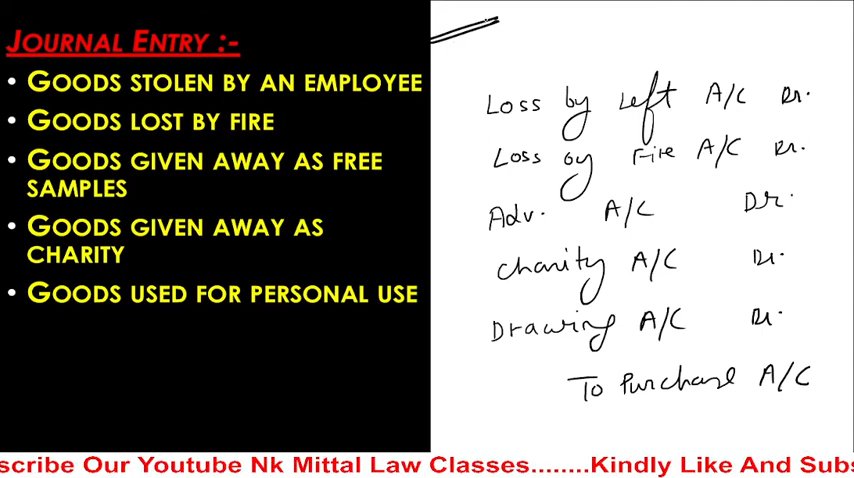 JOURNAL ENTRY :-
• GOODS STOLEN BY AN EMPLOYEE
• GOODS LOST BY FIRE
• GOODS GIVEN AWAY AS FREE
SAMPLES
• GOODS GIVEN AWAY AS
CHARITY
• GOODS USED FOR PERSONAL USE
Loss by Left A/C Dr.
Loss by Fire A/C Dr.
Adv. A/C Dr.
Charity A/C Dr.
Drawing A/C Dr.
To Purchase A/C
scribe Our Youtube Nk Mittal Law Classes........Kindly Like And Subs